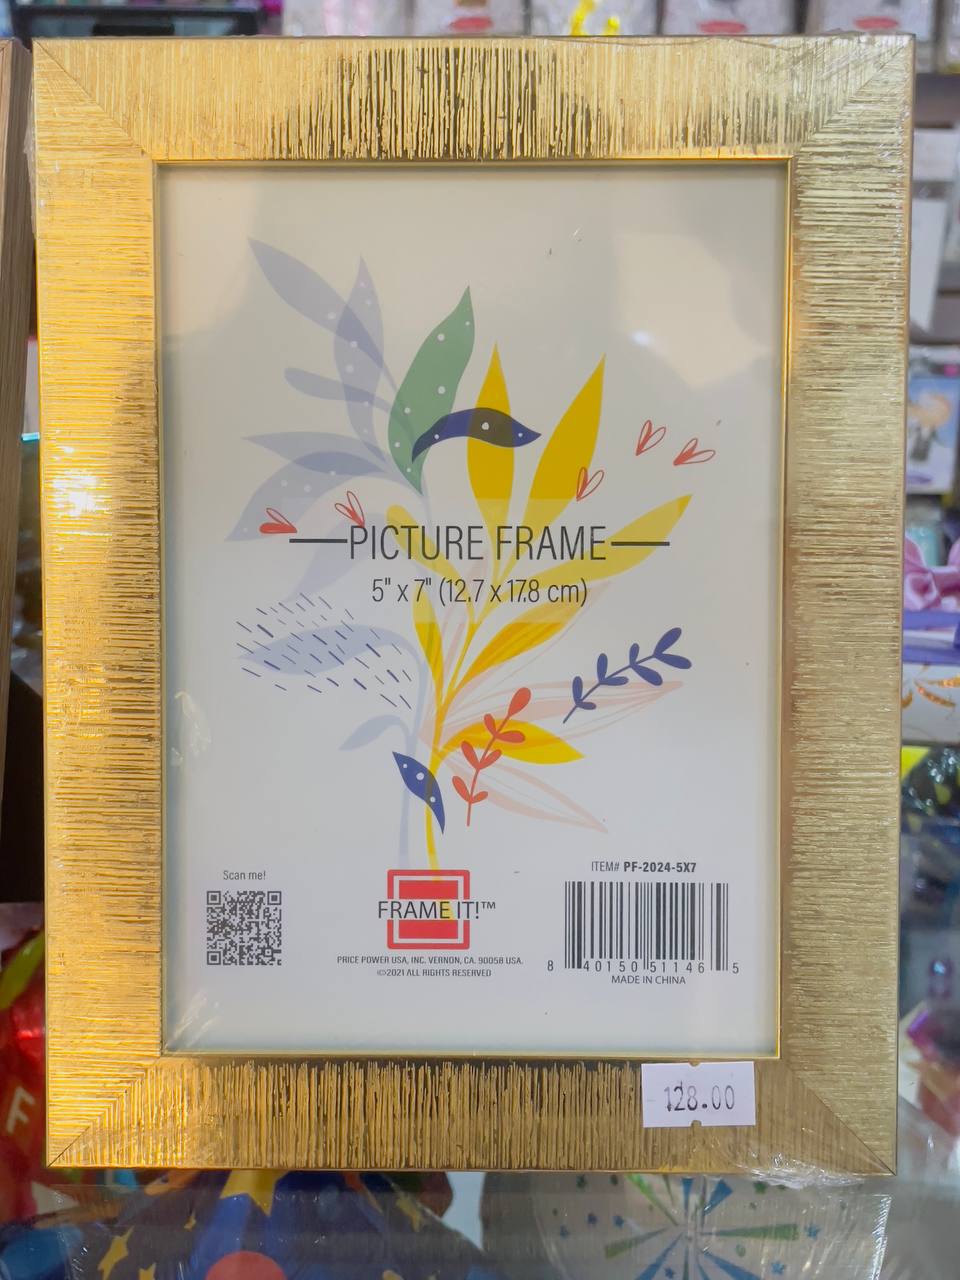 PICTURE FRAME
5" x 7" (12.7 x 17.8 cm)
Scan me!
FRAME IT!™
PRICE POWER USA, INC. VERNON, CA. 90058 USA.
©2021 ALL RIGHTS RESERVED
ITEM# PF-2024-5X7
8 40150 51146 5
MADE IN CHINA
128.00
F